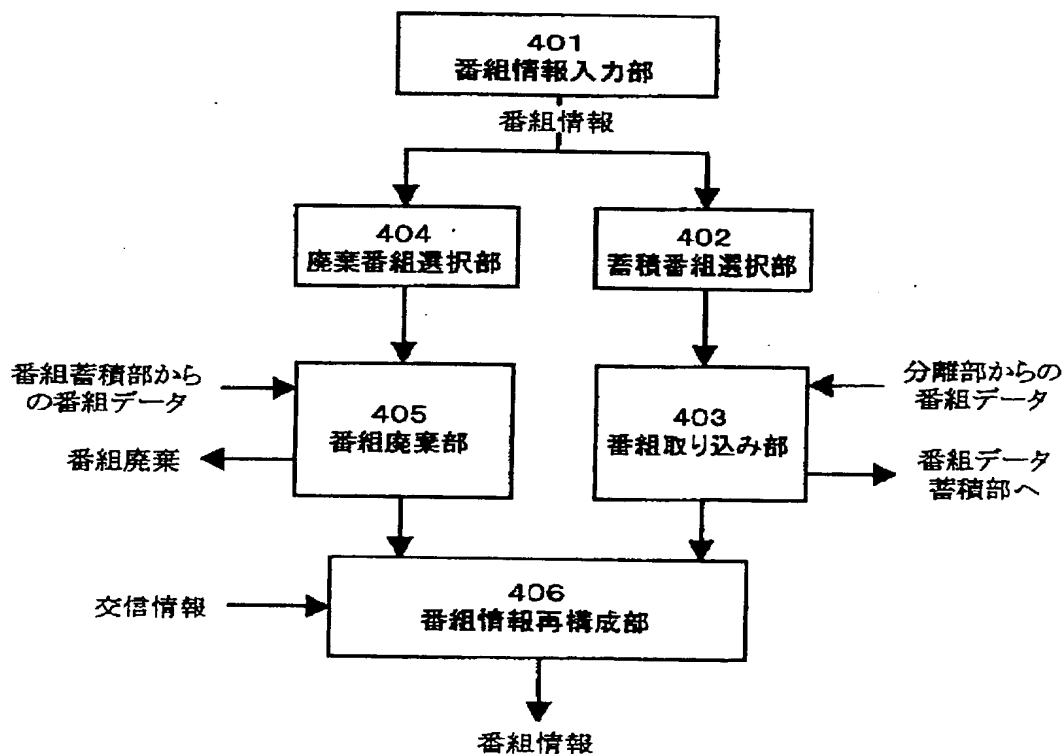 401
番組情報入力部
番組情報
404
廃棄番組選択部
402
蓄積番組選択部
番組蓄積部から
の番組データ
番組廃棄
405
番組廃棄部
403
番組取り込み部
分離部からの
番組データ
番組データ
蓄積部へ
交信情報
406
番組情報再構成部
番組情報